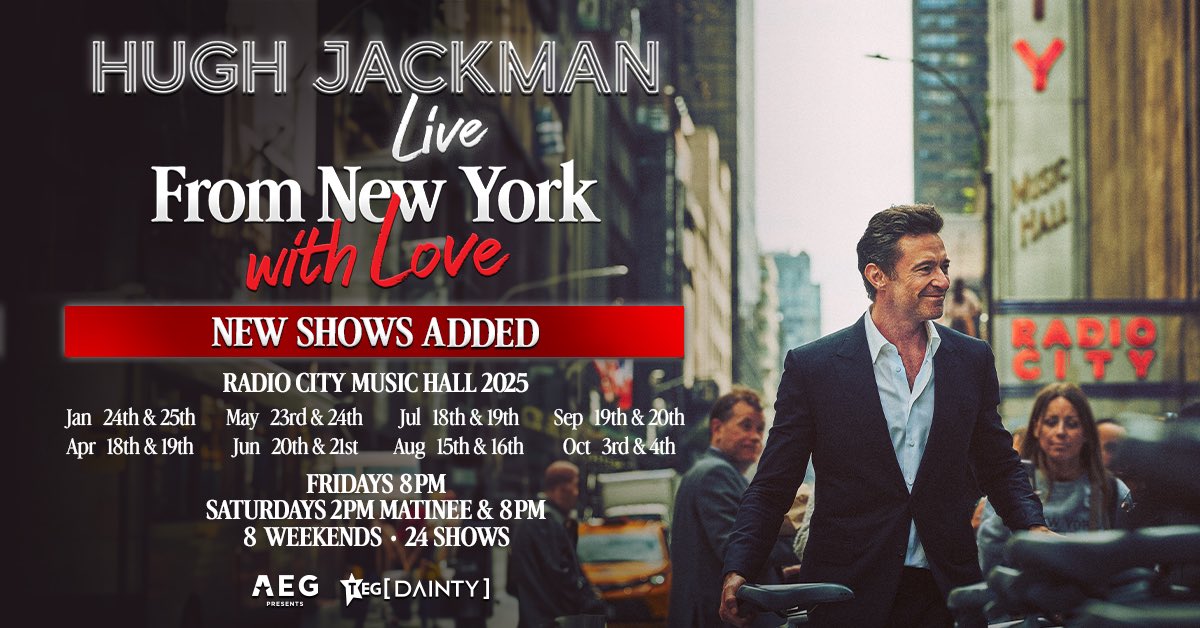 HUGH JACKMAN
Live
From New York
with Love
NEW SHOWS ADDED
RADIO CITY MUSIC HALL 2025
Jan 24th & 25th May 23rd & 24th Jul 18th & 19th Sep 19th & 20th
Apr 18th & 19th Jun 20th & 21st Aug 15th & 16th Oct 3rd & 4th
FRIDAYS 8PM
SATURDAYS 2PM MATINEE & 8PM
8 WEEKENDS • 24 SHOWS
AEG
PRESENTS
TEG[DAINTY]
TY
MUSIC
HALL
RADIO
CITY